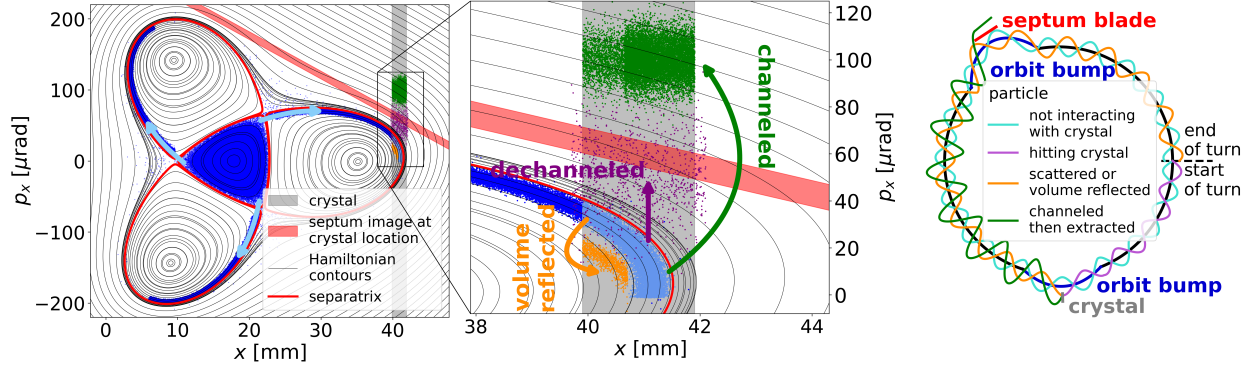 200
100
0
−100
−200
p_x [μrad]
0
10
20
30
40
x [mm]
crystal
septum image at
crystal location
Hamiltonian
contours
separatrix
channeled
dechanneled
volume
reflected
38
40
42
44
x [mm]
120
100
80
60
40
20
0
p_x [μrad]
septum blade
orbit bump
particle
not interacting
with crystal
hitting crystal
scattered or
volume reflected
channeled
then extracted
end
of turn
start
of turn
orbit bump
crystal